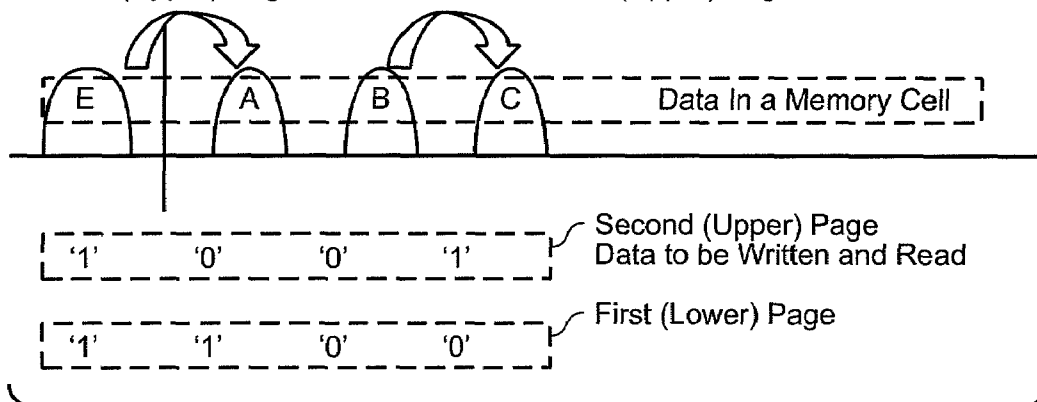 E A B C Data In a Memory Cell
'1' '0' '0' '1' Second (Upper) Page
Data to be Written and Read
'1' '1' '0' '0' First (Lower) Page